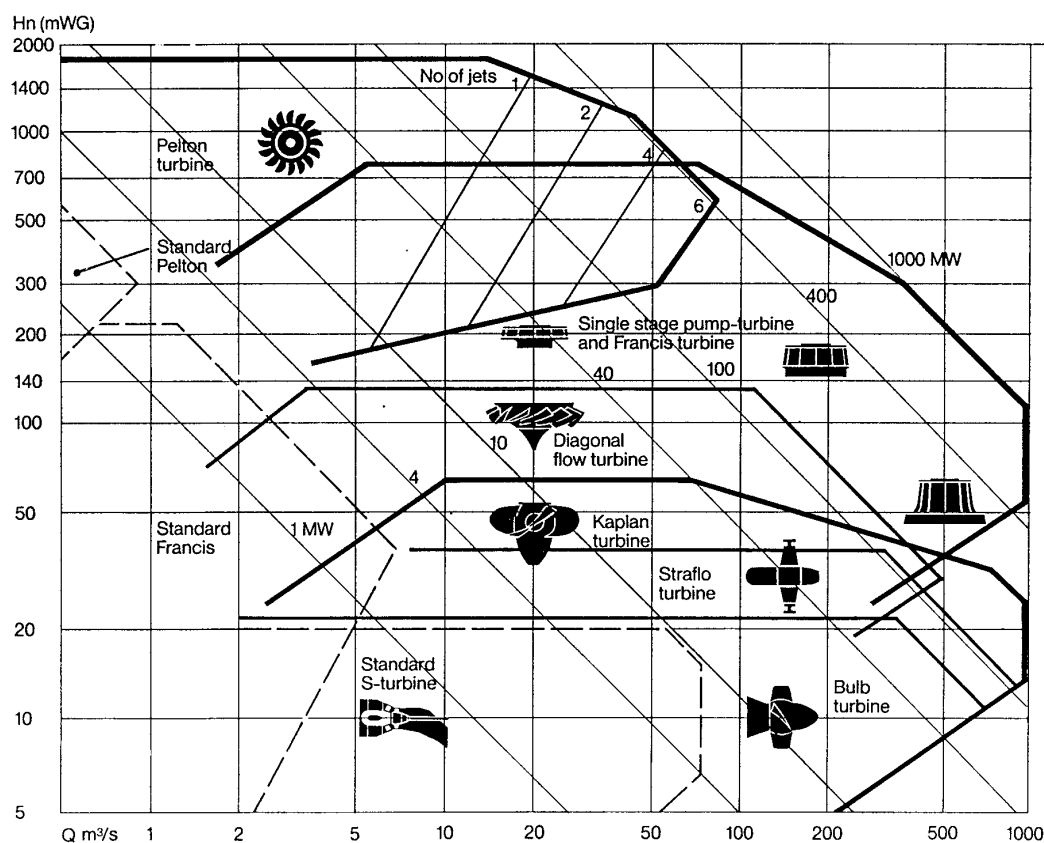 Hn (mWG)
2000
1400
1000
700
500
300
200
140
100
50
20
10
5
No of jets
1
2
4
6
Pelton
turbine
Standard
Pelton
1000 MW
400
Single stage pump-turbine
and Francis turbine
40
100
10
Diagonal
flow turbine
4
Standard
Francis
1 MW
Kaplan
turbine
Straflo
turbine
Standard
S-turbine
Bulb
turbine
Q m³/s
1
2
5
10
20
50
100
200
500
1000